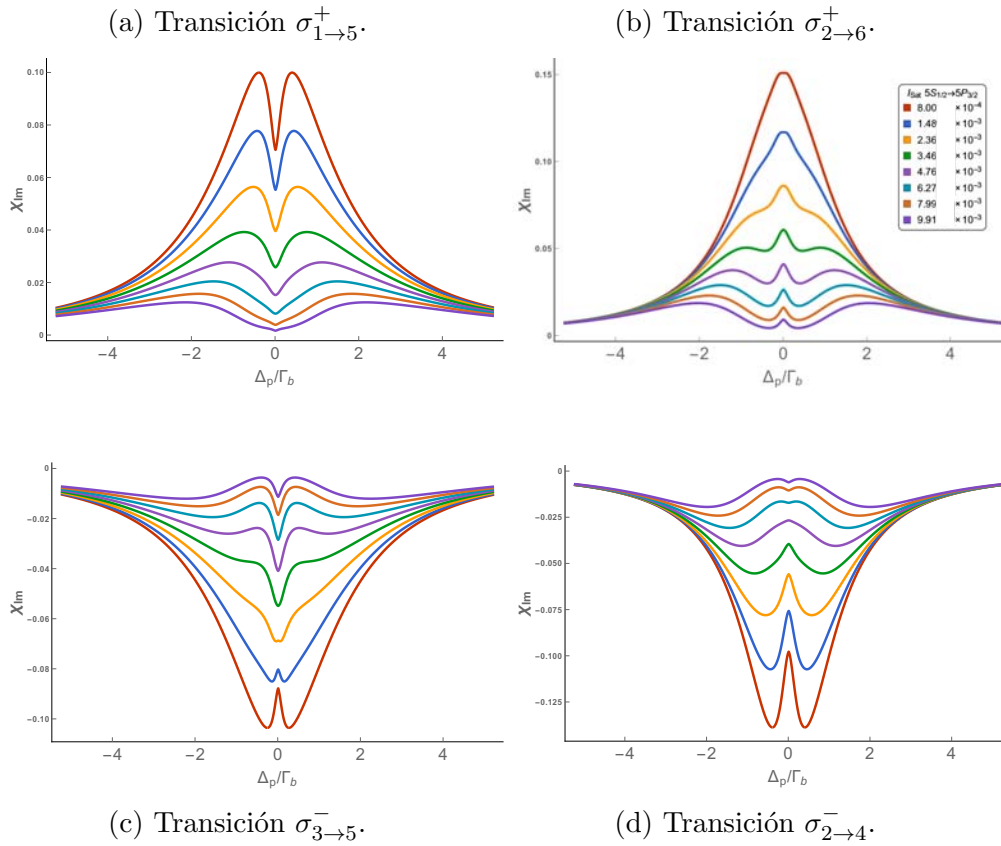 (a) Transición σ⁺₁→₅.
(b) Transición σ⁺₂→₆.
0.10
0.08
0.06
0.04
0.02
0
χIm
−4 −2 0 2 4
Δp/Γb
0.15
0.10
0.05
0
χIm
−4 −2 0 2 4
Δp/Γb
ISat 5S1/2→5P3/2
8.00 ×10⁻⁴
1.48 ×10⁻³
2.36 ×10⁻³
3.46 ×10⁻³
4.76 ×10⁻³
6.27 ×10⁻³
7.99 ×10⁻³
9.91 ×10⁻³
0
−0.02
−0.04
−0.06
−0.08
−0.10
χIm
−4 −2 0 2 4
Δp/Γb
0
−0.025
−0.050
−0.075
−0.100
−0.125
χIm
−4 −2 0 2 4
Δp/Γb
(c) Transición σ⁻₃→₅.
(d) Transición σ⁻₂→₄.